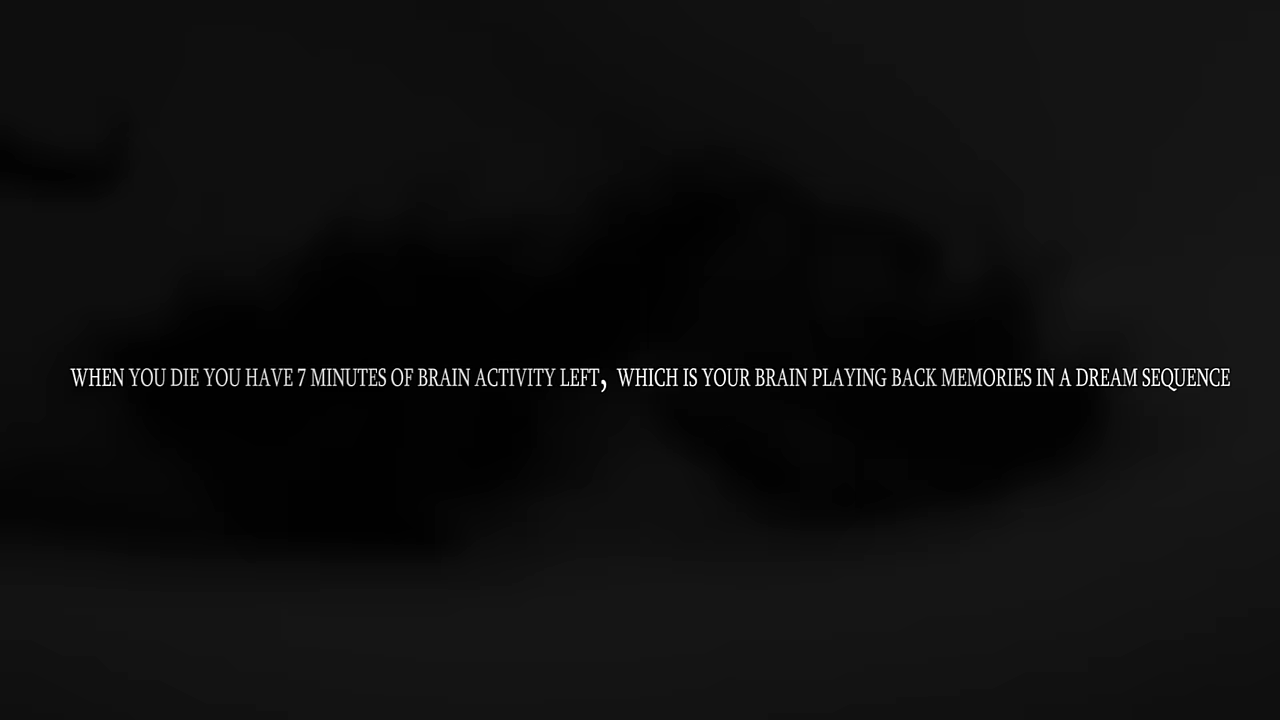 WHEN YOU DIE YOU HAVE 7 MINUTES OF BRAIN ACTIVITY LEFT, WHICH IS YOUR BRAIN PLAYING BACK MEMORIES IN A DREAM SEQUENCE